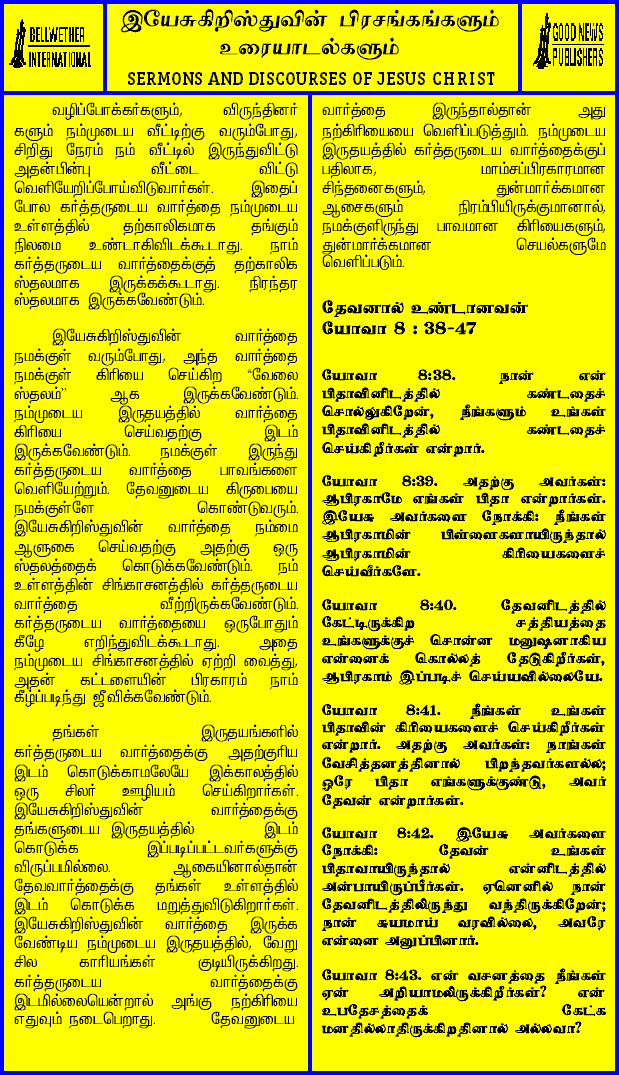 BELLWETHER
INTERNATIONAL
இயேசுகிறிஸ்துவின் பிரசங்கங்களும்
உரையாடல்களும்
SERMONS AND DISCOURSES OF JESUS CHRIST
GOOD NEWS
PUBLISHERS
வழிப்போக்கர்களும், விருந்தினர்
களும் நம்முடைய வீட்டிற்கு வரும்போது,
சிறிது நேரம் நம் வீட்டில் இருந்துவிட்டு
அதன்பின்பு வீட்டை விட்டு
வெளியேறிப்போய்விடுவார்கள். இதைப்
போல கர்த்தருடைய வார்த்தை நம்முடைய
உள்ளத்தில் தற்காலிகமாக தங்கும்
நிலமை உண்டாகிவிடக்கூடாது. நாம்
கர்த்தருடைய வார்த்தைக்குத் தற்காலிக
ஸ்தலமாக இருக்கக்கூடாது. நிரந்தர
ஸ்தலமாக இருக்கவேண்டும்.
இயேசுகிறிஸ்துவின் வார்த்தை
நமக்குள் வரும்போது, அந்த வார்த்தை
நமக்குள் கிரியை செய்கிற “வேலை
ஸ்தலம்” ஆக இருக்கவேண்டும்.
நம்முடைய இருதயத்தில் வார்த்தை
கிரியை செய்வதற்கு இடம்
இருக்கவேண்டும். நமக்குள் இருந்து
கர்த்தருடைய வார்த்தை பாவங்களை
வெளியேற்றும். தேவனுடைய கிருபையை
நமக்குள்ளே கொண்டுவரும்.
இயேசுகிறிஸ்துவின் வார்த்தை நம்மை
ஆளுகை செய்வதற்கு அதற்கு ஒரு
ஸ்தலத்தைக் கொடுக்கவேண்டும். நம்
உள்ளத்தின் சிங்காசனத்தில் கர்த்தருடைய
வார்த்தை வீற்றிருக்கவேண்டும்.
கர்த்தருடைய வார்த்தையை ஒருபோதும்
கீழே எறிந்துவிடக்கூடாது. அதை
நம்முடைய சிங்காசனத்தில் ஏற்றி வைத்து,
அதன் கட்டளையின் பிரகாரம் நாம்
கீழ்ப்படிந்து ஜீவிக்கவேண்டும்.
தங்கள் இருதயங்களில்
கர்த்தருடைய வார்த்தைக்கு அதற்குரிய
இடம் கொடுக்காமலேயே இக்காலத்தில்
ஒரு சிலர் ஊழியம் செய்கிறார்கள்.
இயேசுகிறிஸ்துவின் வார்த்தைக்கு
தங்களுடைய இருதயத்தில் இடம்
கொடுக்க இப்படிப்பட்டவர்களுக்கு
விருப்பமில்லை. ஆகையினால்தான்
தேவவார்த்தைக்கு தங்கள் உள்ளத்தில்
இடம் கொடுக்க மறுத்துவிடுகிறார்கள்.
இயேசுகிறிஸ்துவின் வார்த்தை இருக்க
வேண்டிய நம்முடைய இருதயத்தில், வேறு
சில காரியங்கள் குடியிருக்கிறது.
கர்த்தருடைய வார்த்தைக்கு
இடமில்லையென்றால் அங்கு நற்கிரியை
எதுவும் நடைபெறாது. தேவனுடைய
வார்த்தை இருந்தால்தான் அது
நற்கிரியையை வெளிப்படுத்தும். நம்முடைய
இருதயத்தில் கர்த்தருடைய வார்த்தைக்குப்
பதிலாக, மாம்சப்பிரகாரமான
சிந்தனைகளும், துன்மார்க்கமான
ஆசைகளும் நிரம்பியிருக்குமானால்,
நமக்குளிருந்து பாவமான கிரியைகளும்,
துன்மார்க்கமான செயல்களுமே
வெளிப்படும்.
தேவனால் உண்டானவன்
யோவா 8 : 38-47
யோவா 8:38. நான் என்
பிதாவினிடத்தில் கண்டதைச்
சொல்லுகிறேன், நீங்களும் உங்கள்
பிதாவினிடத்தில் கண்டதைச்
செய்கிறீர்கள் என்றார்.
யோவா 8:39. அதற்கு அவர்கள்:
ஆபிரகாமே எங்கள் பிதா என்றார்கள்.
இயேசு அவர்களை நோக்கி: நீங்கள்
ஆபிரகாமின் பிள்ளைகளாயிருந்தால்
ஆபிரகாமின் கிரியைகளைச்
செய்வீர்களே.
யோவா 8:40. தேவனிடத்தில்
கேட்டிருக்கிற சத்தியத்தை
உங்களுக்குச் சொன்ன மனுஷனாகிய
என்னைக் கொல்லத் தேடுகிறீர்கள்,
ஆபிரகாம் இப்படிச் செய்யவில்லையே.
யோவா 8:41. நீங்கள் உங்கள்
பிதாவின் கிரியைகளைச் செய்கிறீர்கள்
என்றார். அதற்கு அவர்கள்: நாங்கள்
வேசித்தனத்தினால் பிறந்தவர்களல்ல;
ஒரே பிதா எங்களுக்குண்டு, அவர்
தேவன் என்றார்கள்.
யோவா 8:42. இயேசு அவர்களை
நோக்கி: தேவன் உங்கள்
பிதாவாயிருந்தால் என்னிடத்தில்
அன்பாயிருப்பீர்கள். ஏனெனில் நான்
தேவனிடத்திலிருந்து வந்திருக்கிறேன்;
நான் சுயமாய் வரவில்லை, அவரே
என்னை அனுப்பினார்.
யோவா 8:43. என் வசனத்தை நீங்கள்
ஏன் அறியாமலிருக்கிறீர்கள்? என்
உபதேசத்தைக் கேட்க
மனதில்லாதிருக்கிறதினால் அல்லவா?